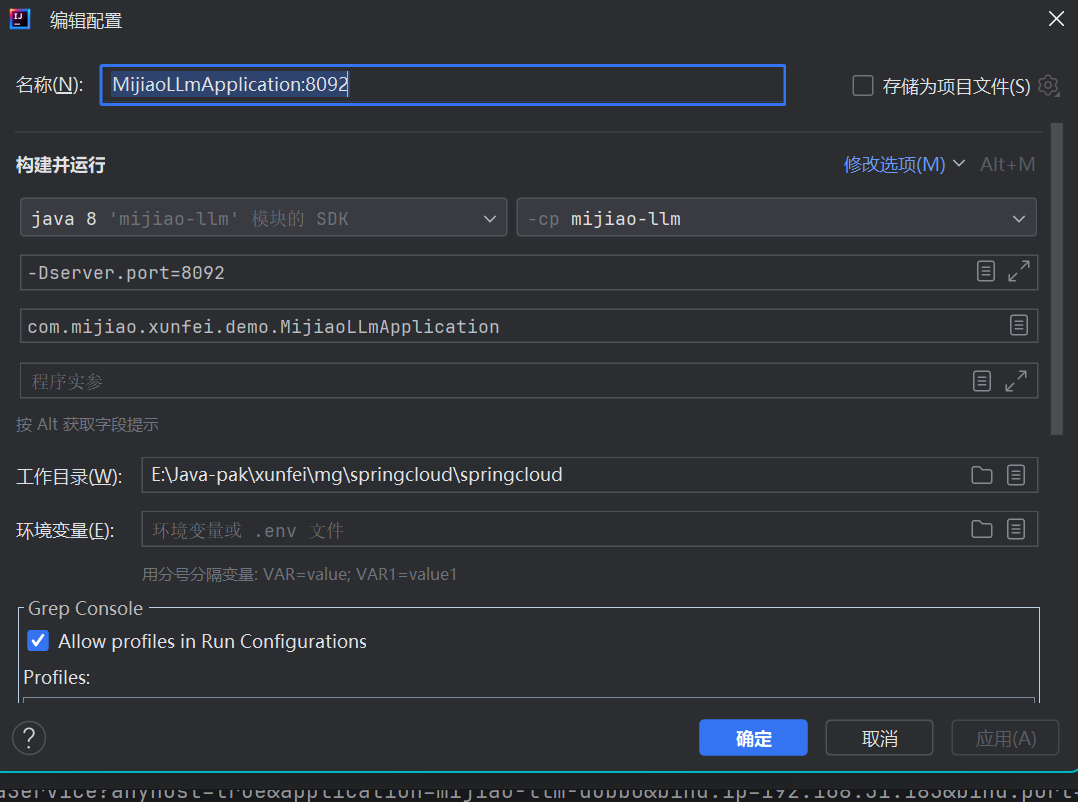 编辑配置
名称(N): MijiaoLLmApplication:8092 存储为项目文件(S)
构建并运行 修改选项(M) Alt+M
java 8 'mijiao-llm' 模块的 SDK -cp mijiao-llm
-Dserver.port=8092
com.mijiao.xunfei.demo.MijiaoLLmApplication
程序实参
按 Alt 获取字段提示
工作目录(W): E:\Java-pak\xunfei\mg\springcloud\springcloud
环境变量(E): 环境变量或 .env 文件
用分号分隔变量: VAR=value; VAR1=value1
Grep Console
Allow profiles in Run Configurations
Profiles:
? 确定 取消 应用(A)
aService?anyhost=true&application=mijiao-llm-dubbo&bind.ip=192.168.31.183&bind.port=